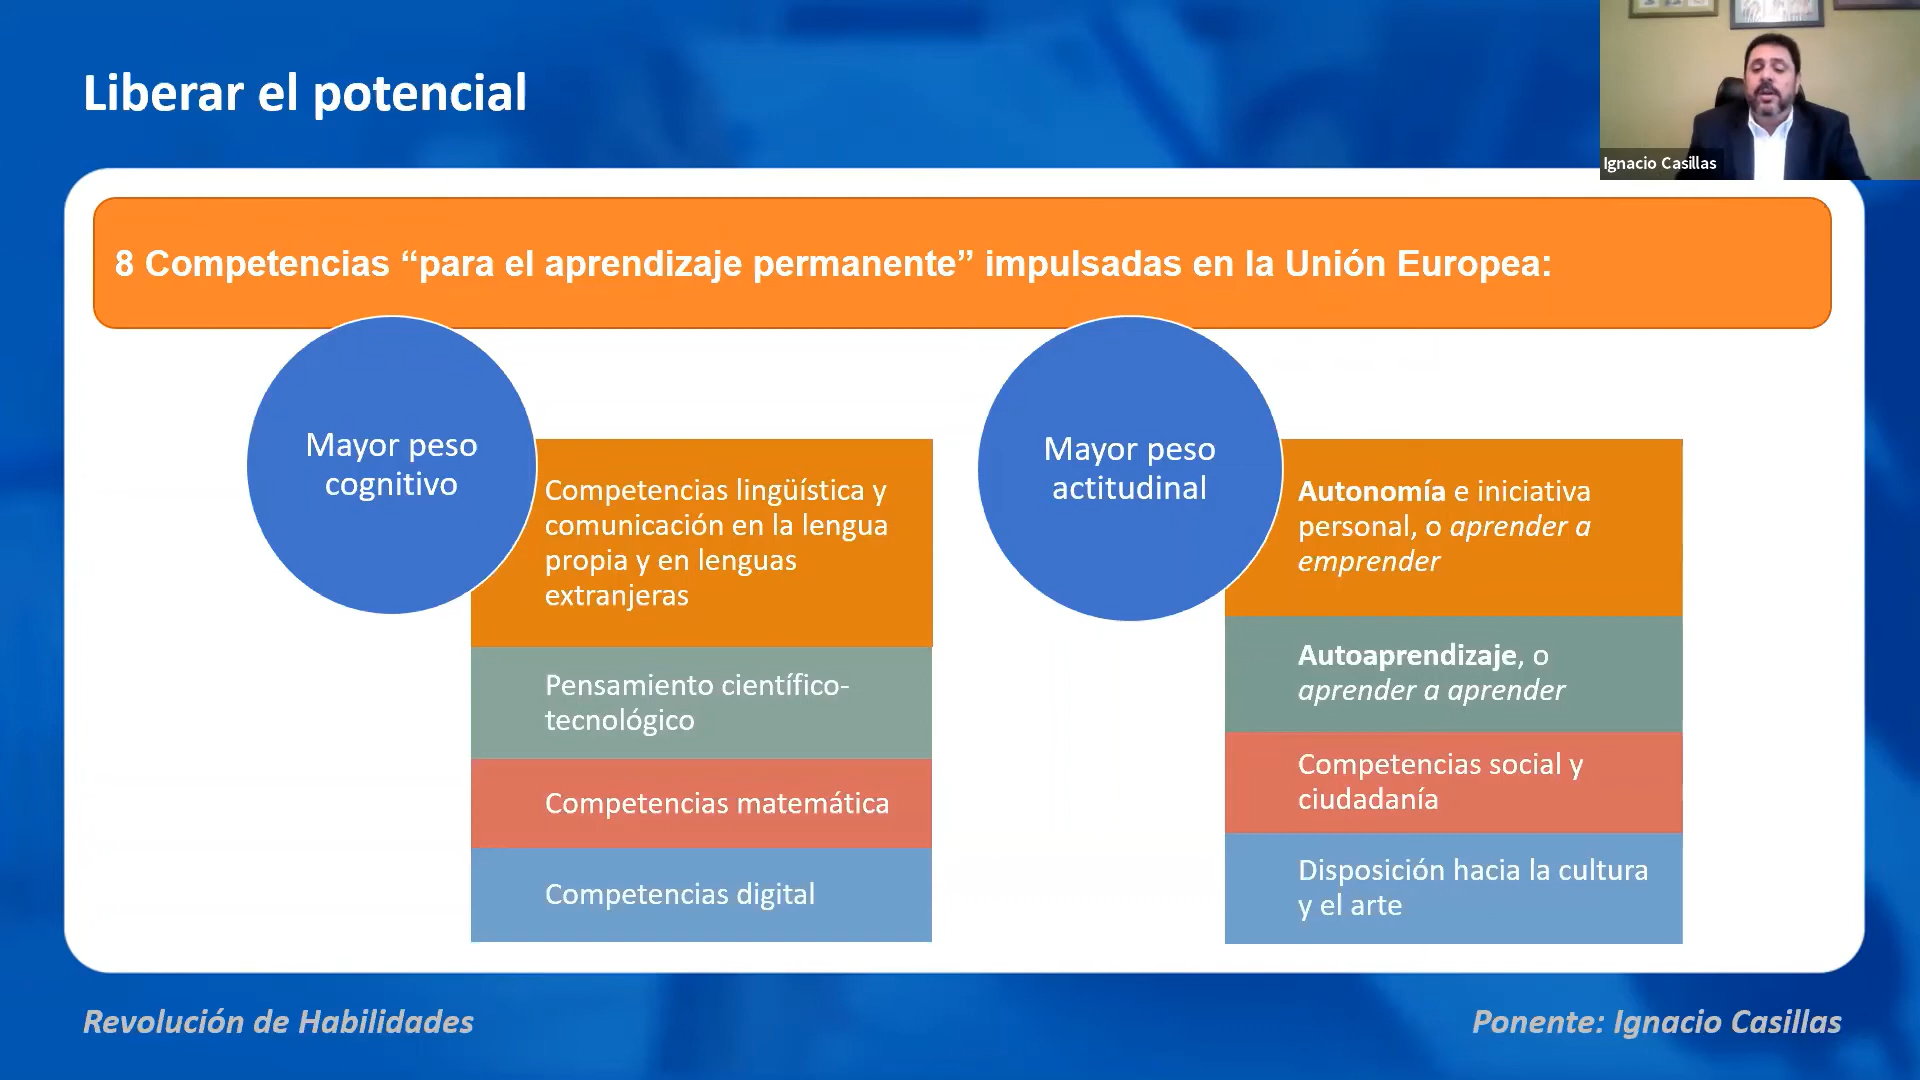 Liberar el potencial
Ignacio Casillas
8 Competencias “para el aprendizaje permanente” impulsadas en la Unión Europea:
Mayor peso
cognitivo
Competencias lingüística y
comunicación en la lengua
propia y en lenguas
extranjeras
Pensamiento científico-
tecnológico
Competencias matemática
Competencias digital
Mayor peso
actitudinal
Autonomía e iniciativa
personal, o aprender a
emprender
Autoaprendizaje, o
aprender a aprender
Competencias social y
ciudadanía
Disposición hacia la cultura
y el arte
Revolución de Habilidades
Ponente: Ignacio Casillas